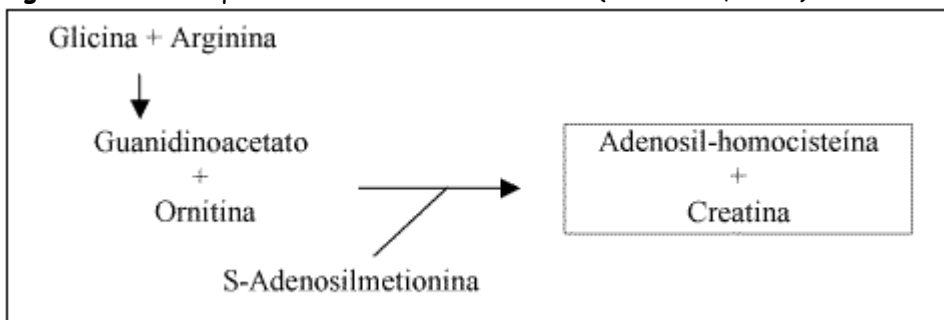 Glicina + Arginina
Guanidinoacetato
+
Ornitina
Adenosil-homocisteína
+
Creatina
S-Adenosilmetionina